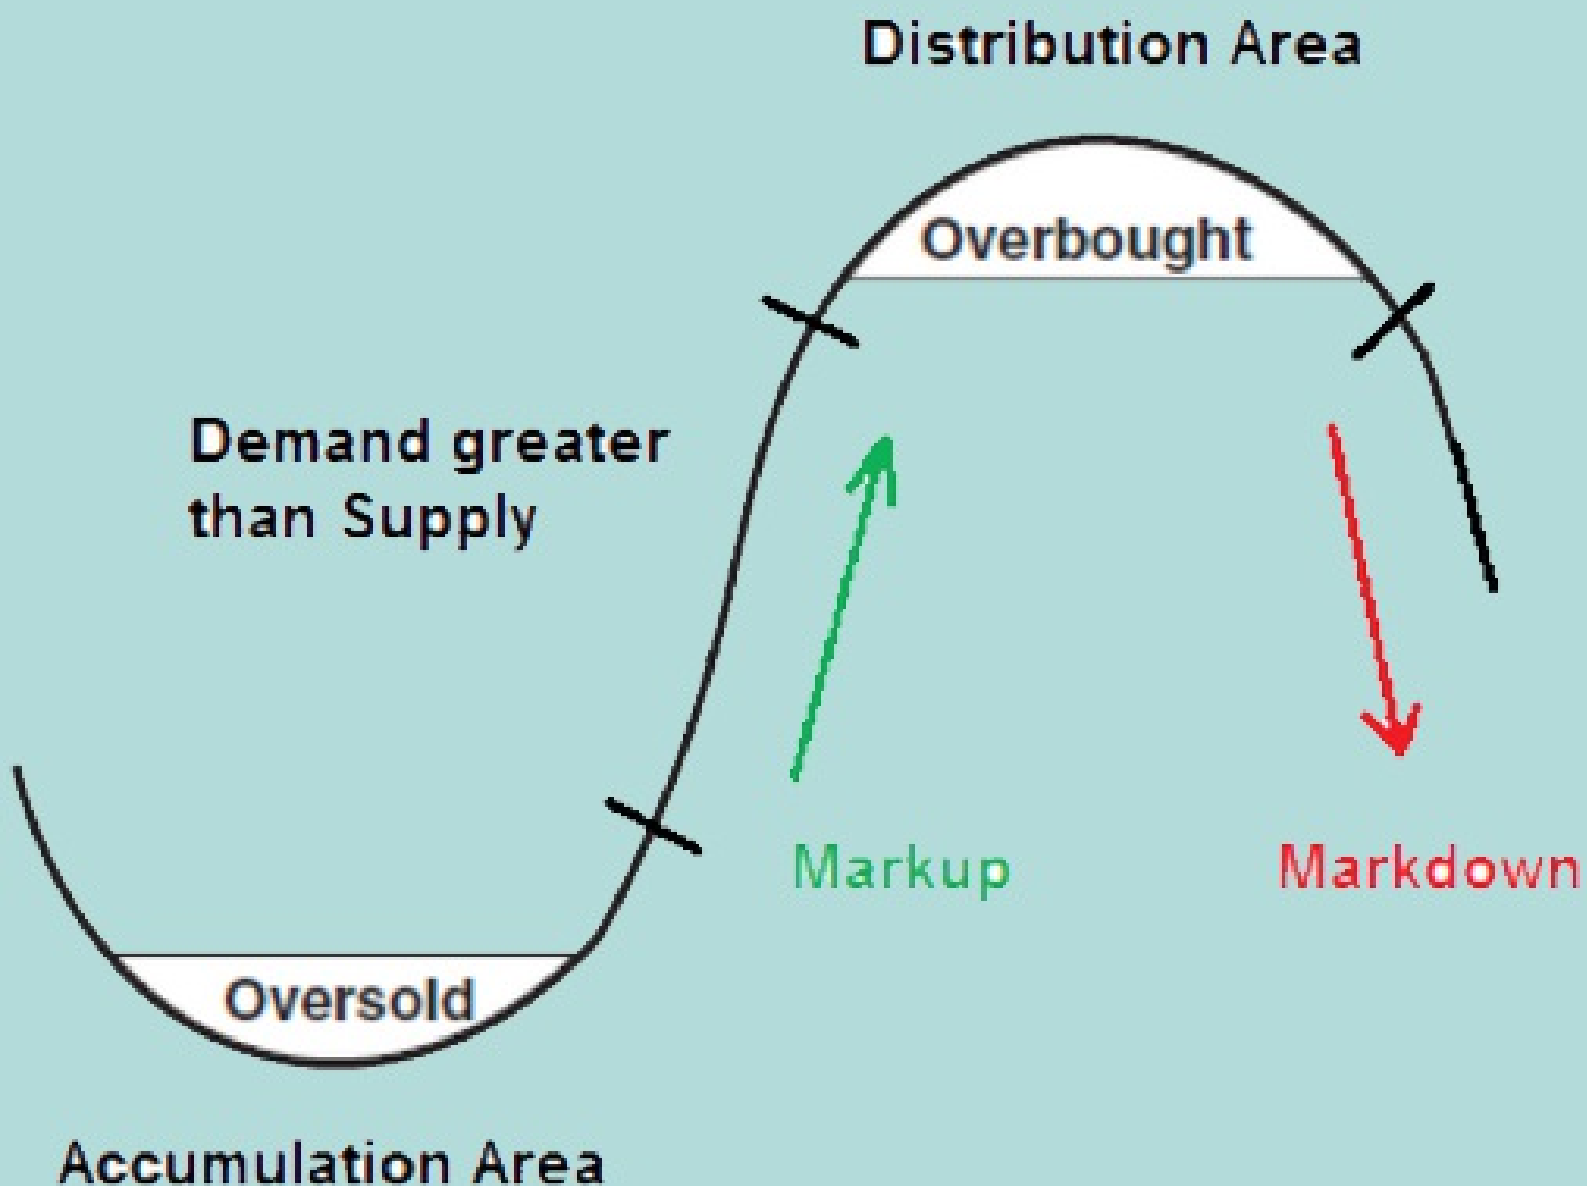 Distribution Area
Overbought
Demand greater
than Supply
Markup
Markdown
Oversold
Accumulation Area